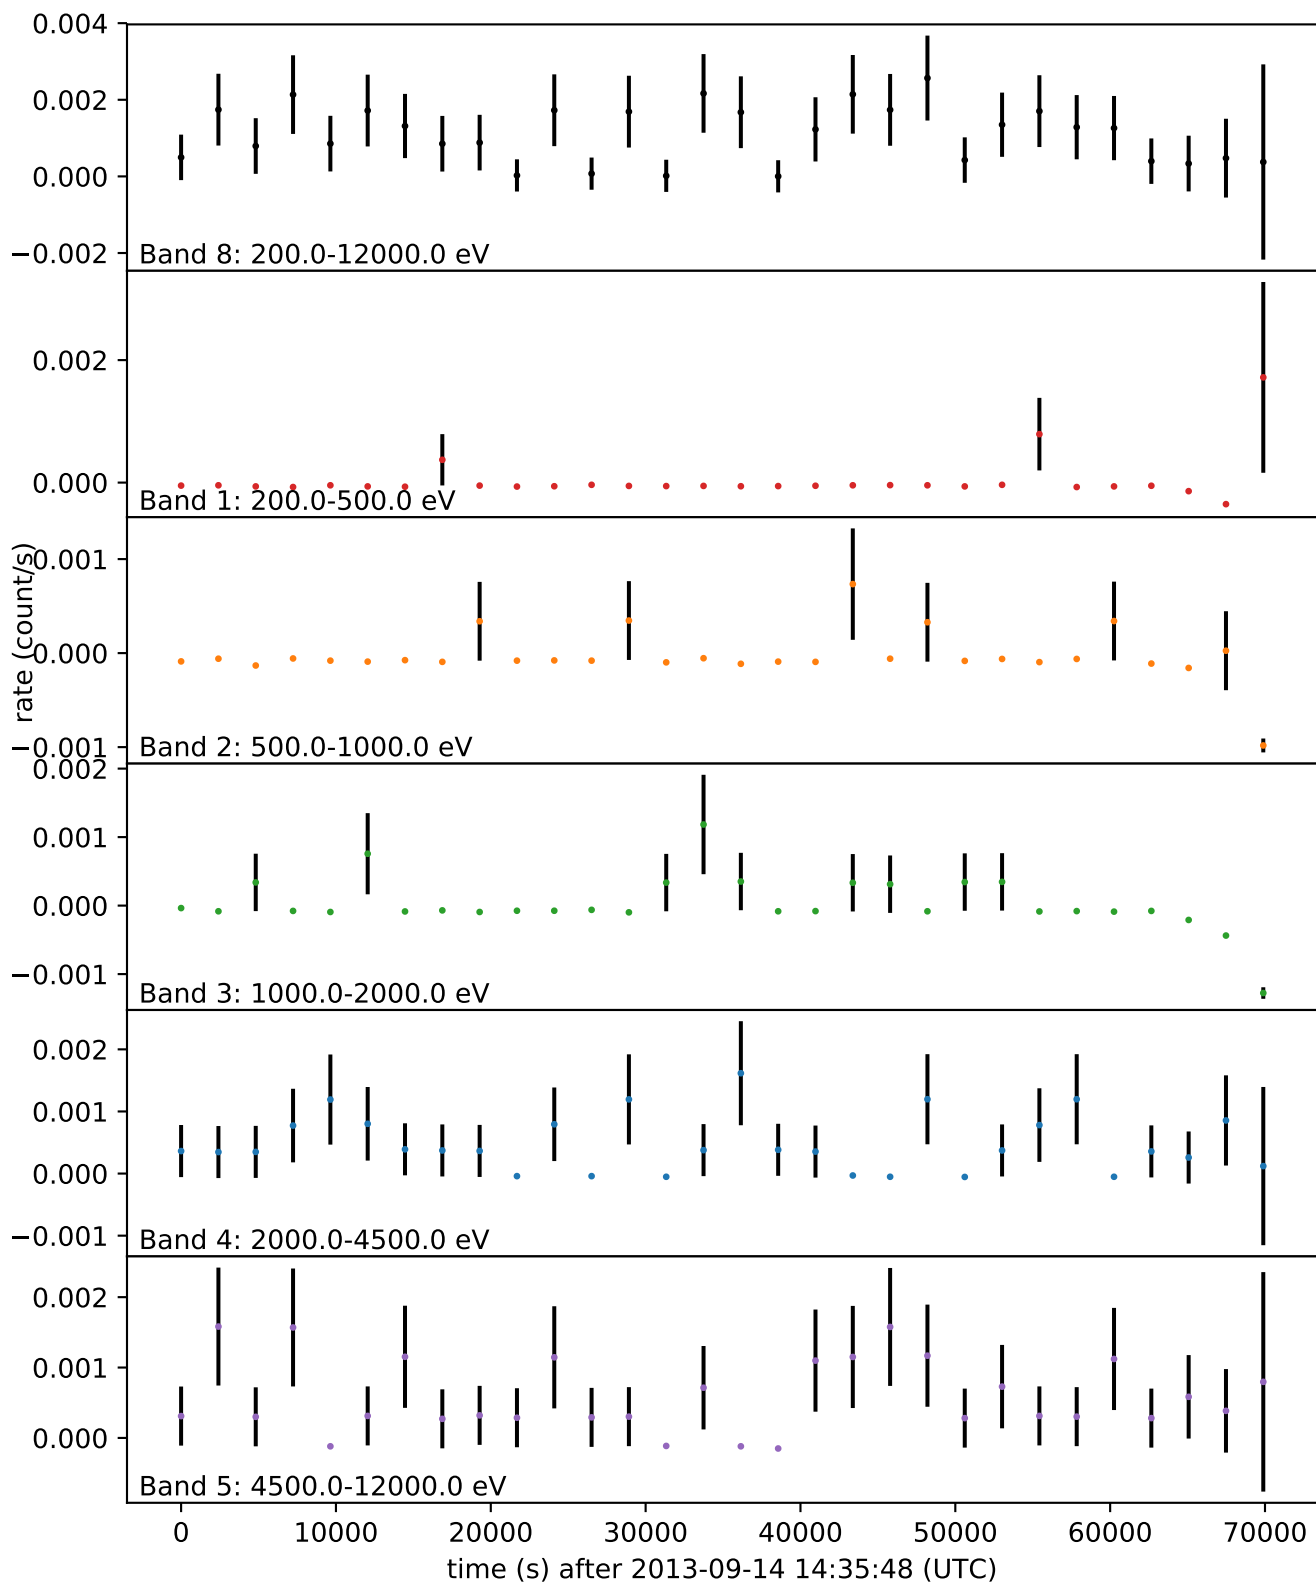 0.004
0.002
0.000
−0.002
Band 8: 200.0-12000.0 eV
0.002
0.000
Band 1: 200.0-500.0 eV
rate (count/s)
0.001
0.000
−0.001
Band 2: 500.0-1000.0 eV
0.002
0.001
0.000
−0.001
Band 3: 1000.0-2000.0 eV
0.002
0.001
0.000
−0.001
Band 4: 2000.0-4500.0 eV
0.002
0.001
0.000
Band 5: 4500.0-12000.0 eV
0 10000 20000 30000 40000 50000 60000 70000
time (s) after 2013-09-14 14:35:48 (UTC)